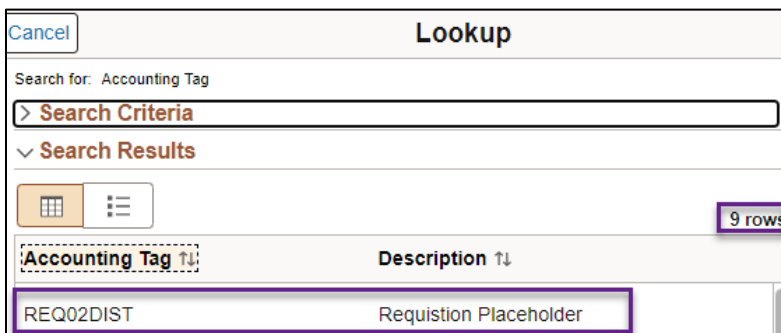 Cancel
Lookup
Search for: Accounting Tag
Search Criteria
Search Results
9 rows
Accounting Tag Description
REQ02DIST Requistion Placeholder